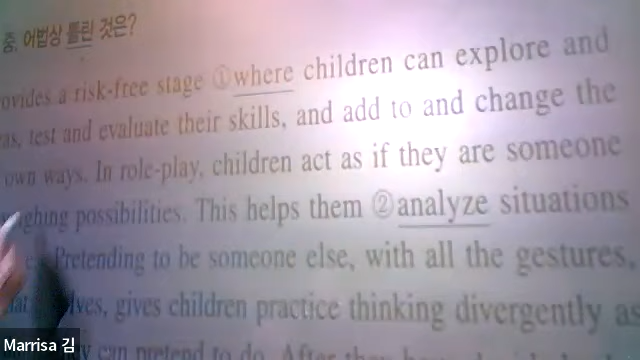 중, 어법상 틀린 것은?
a risk-free stage ①where children can explore and
test and evaluate their skills, and add to and change the
own ways. In role-play, children act as if they are someone
possibilities. This helps them ②analyze situations
Pretending to be someone else, with all the gestures,
gives children practice thinking divergently as
can pretend to do. After they
Marrisa 김